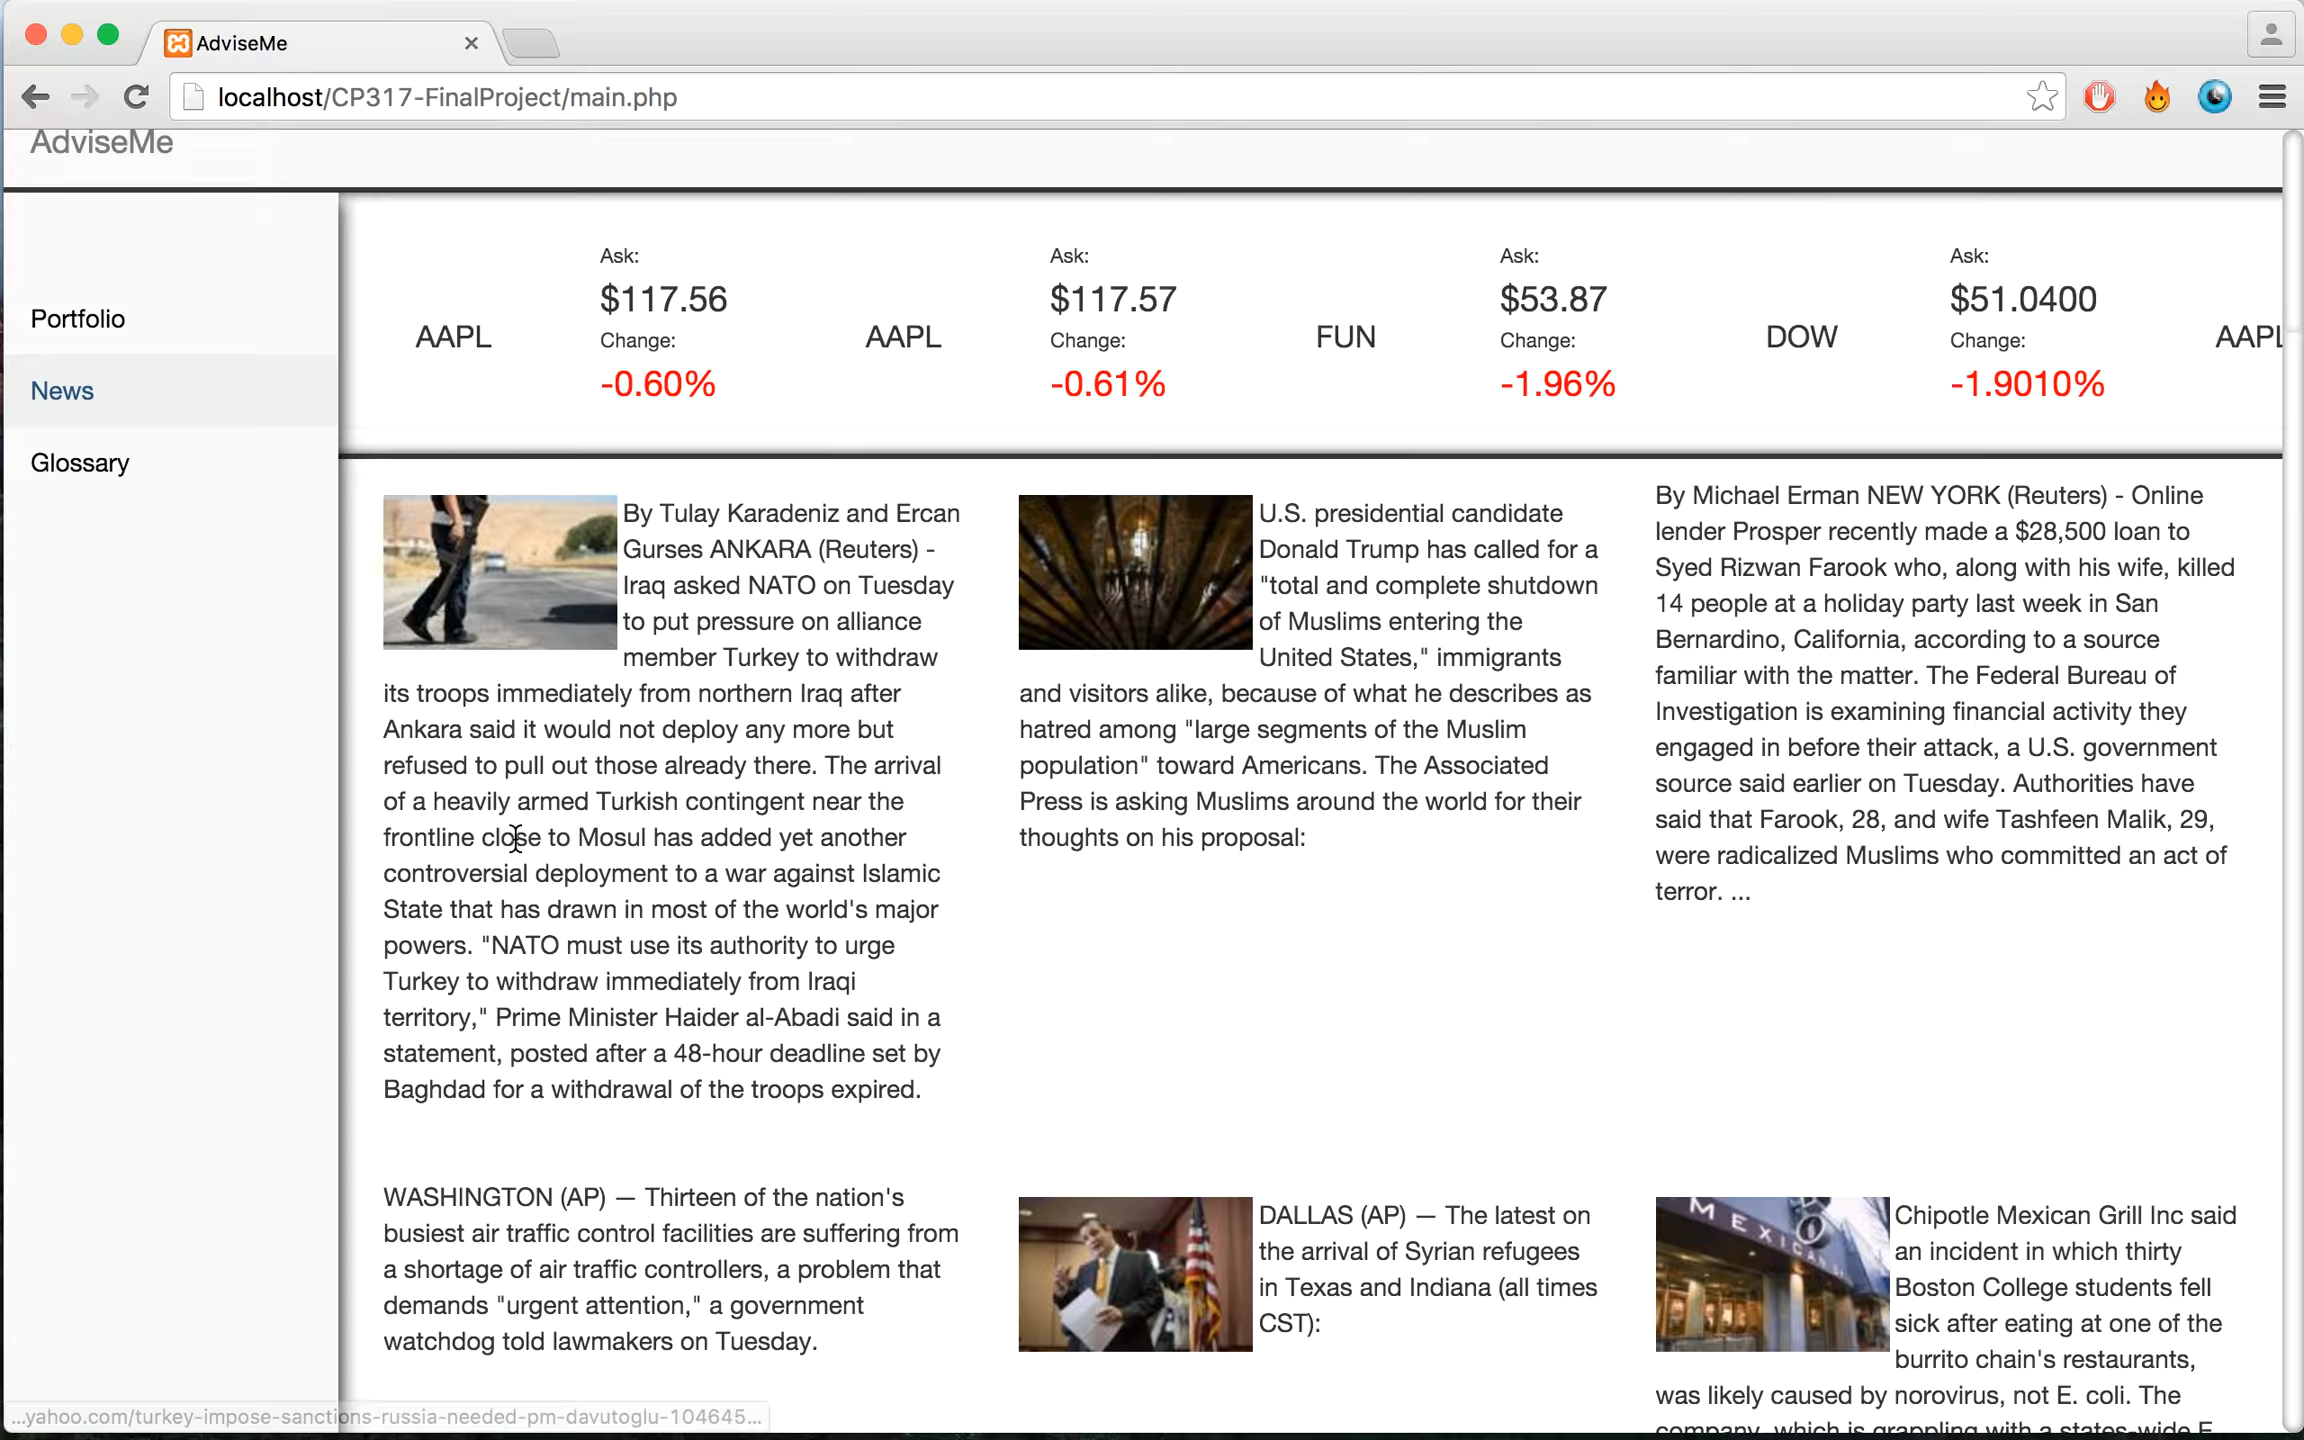 AdviseMe
localhost/CP317-FinalProject/main.php
AdviseMe
Portfolio
News
Glossary
AAPL
Ask:
$117.56
Change:
-0.60%
AAPL
Ask:
$117.57
Change:
-0.61%
FUN
Ask:
$53.87
Change:
-1.96%
DOW
Ask:
$51.0400
Change:
-1.9010%
AAPL
By Tulay Karadeniz and Ercan
Gurses ANKARA (Reuters) -
Iraq asked NATO on Tuesday
to put pressure on alliance
member Turkey to withdraw
its troops immediately from northern Iraq after
Ankara said it would not deploy any more but
refused to pull out those already there. The arrival
of a heavily armed Turkish contingent near the
frontline close to Mosul has added yet another
controversial deployment to a war against Islamic
State that has drawn in most of the world's major
powers. "NATO must use its authority to urge
Turkey to withdraw immediately from Iraqi
territory," Prime Minister Haider al-Abadi said in a
statement, posted after a 48-hour deadline set by
Baghdad for a withdrawal of the troops expired.
U.S. presidential candidate
Donald Trump has called for a
"total and complete shutdown
of Muslims entering the
United States," immigrants
and visitors alike, because of what he describes as
hatred among "large segments of the Muslim
population" toward Americans. The Associated
Press is asking Muslims around the world for their
thoughts on his proposal:
By Michael Erman NEW YORK (Reuters) - Online
lender Prosper recently made a $28,500 loan to
Syed Rizwan Farook who, along with his wife, killed
14 people at a holiday party last week in San
Bernardino, California, according to a source
familiar with the matter. The Federal Bureau of
Investigation is examining financial activity they
engaged in before their attack, a U.S. government
source said earlier on Tuesday. Authorities have
said that Farook, 28, and wife Tashfeen Malik, 29,
were radicalized Muslims who committed an act of
terror. ...
WASHINGTON (AP) — Thirteen of the nation's
busiest air traffic control facilities are suffering from
a shortage of air traffic controllers, a problem that
demands "urgent attention," a government
watchdog told lawmakers on Tuesday.
DALLAS (AP) — The latest on
the arrival of Syrian refugees
in Texas and Indiana (all times
CST):
MEXICA
Chipotle Mexican Grill Inc said
an incident in which thirty
Boston College students fell
sick after eating at one of the
burrito chain's restaurants,
was likely caused by norovirus, not E. coli. The
company, which is grappling with a states-wide E
...yahoo.com/turkey-impose-sanctions-russia-needed-pm-davutoglu-104645...